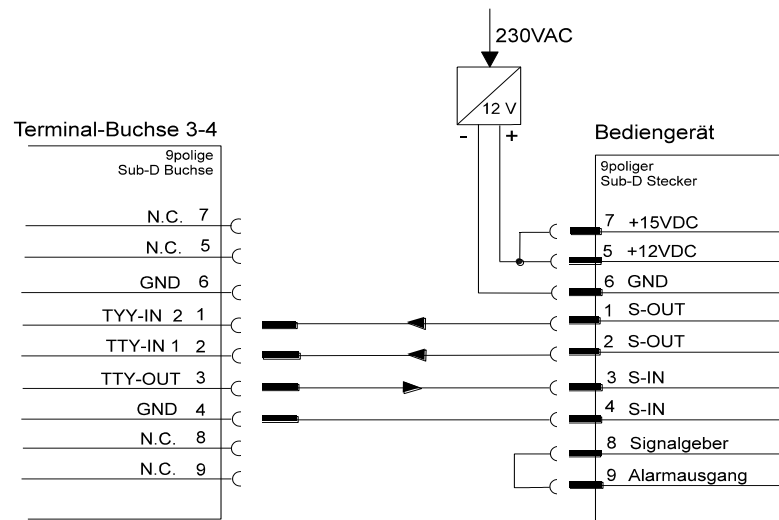 230VAC
12 V
- +
Terminal-Buchse 3-4
9polige
Sub-D Buchse
N.C. 7
N.C. 5
GND 6
TYY-IN 2 1
TTY-IN 1 2
TTY-OUT 3
GND 4
N.C. 8
N.C. 9
Bediengerät
9poliger
Sub-D Stecker
7 +15VDC
5 +12VDC
6 GND
1 S-OUT
2 S-OUT
3 S-IN
4 S-IN
8 Signalgeber
9 Alarmausgang